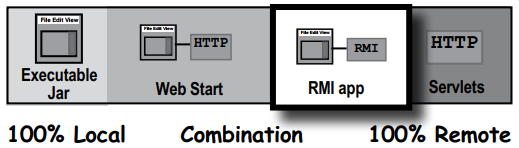 File Edit View
Executable
Jar
File Edit View
HTTP
Web Start
File Edit View
RMI
RMI app
HTTP
Servlets
100% Local
Combination
100% Remote